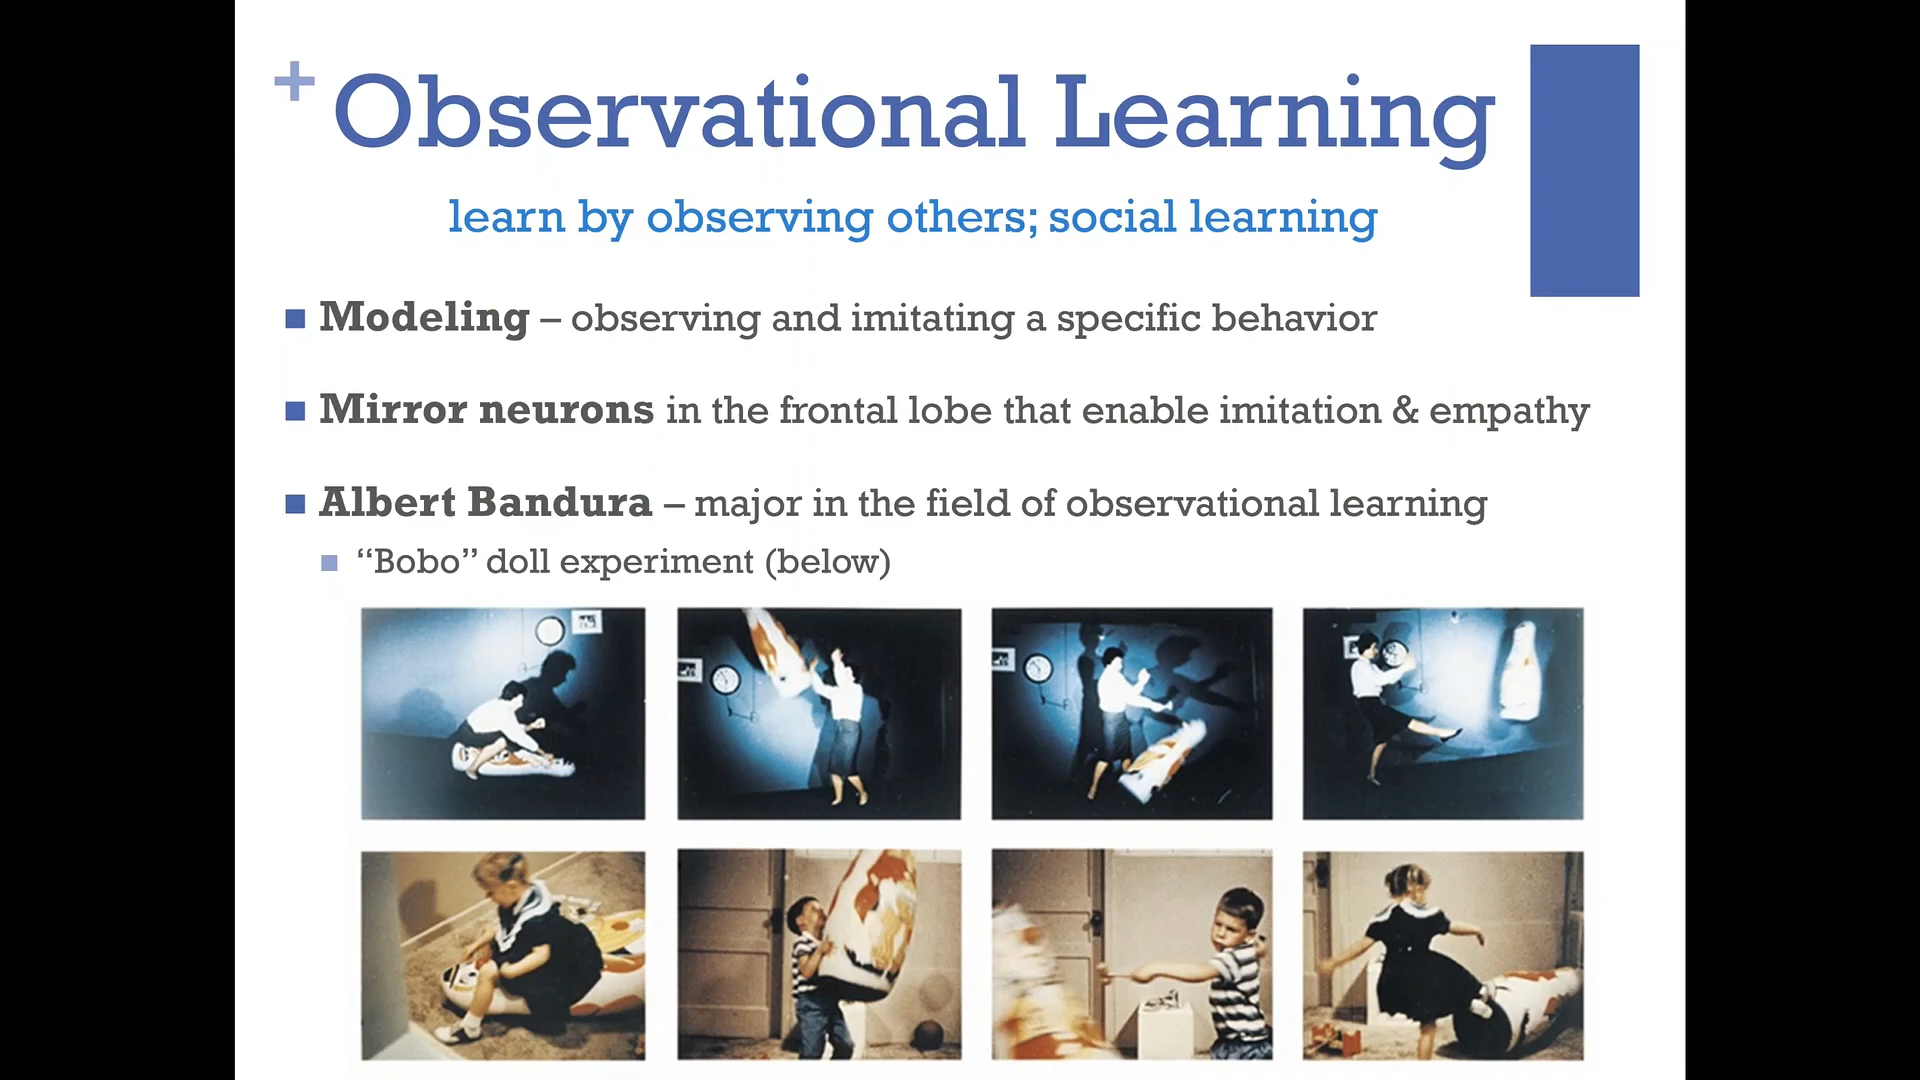 + Observational Learning
learn by observing others; social learning
Modeling – observing and imitating a specific behavior
Mirror neurons in the frontal lobe that enable imitation & empathy
Albert Bandura – major in the field of observational learning
“Bobo” doll experiment (below)